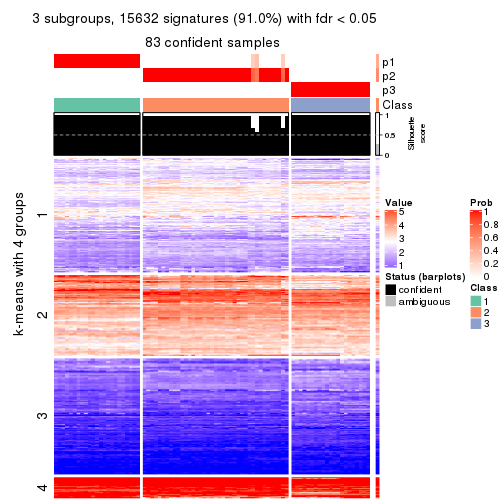 3 subgroups, 15632 signatures (91.0%) with fdr < 0.05
83 confident samples
p1
p2
p3
Class
1
0.5
0
Silhouette
score
k-means with 4 groups
1
2
3
4
Value
5
4
3
2
1
Status (barplots)
confident
ambiguous
Prob
1
0.8
0.6
0.4
0.2
0
Class
1
2
3